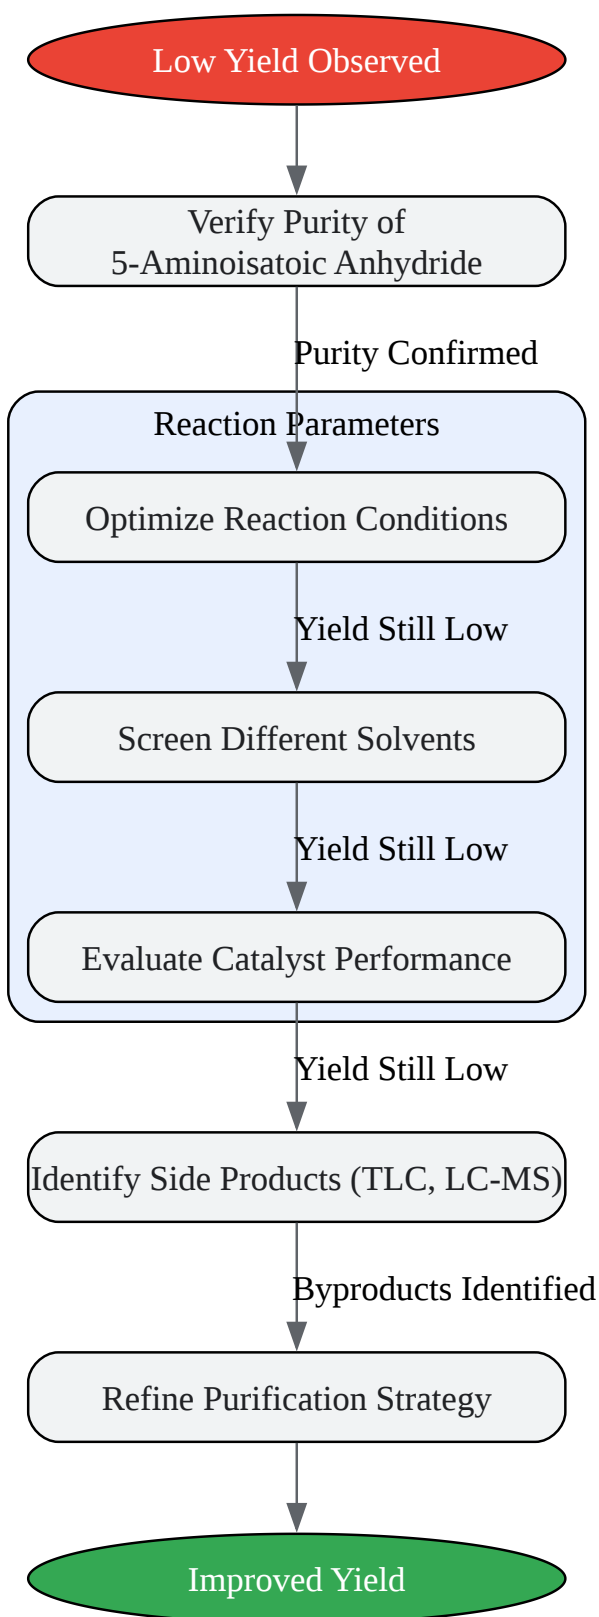 Low Yield Observed
Verify Purity of
5-Aminoisatoic Anhydride
Purity Confirmed
Reaction Parameters
Optimize Reaction Conditions
Yield Still Low
Screen Different Solvents
Yield Still Low
Evaluate Catalyst Performance
Yield Still Low
Identify Side Products (TLC, LC-MS)
Byproducts Identified
Refine Purification Strategy
Improved Yield